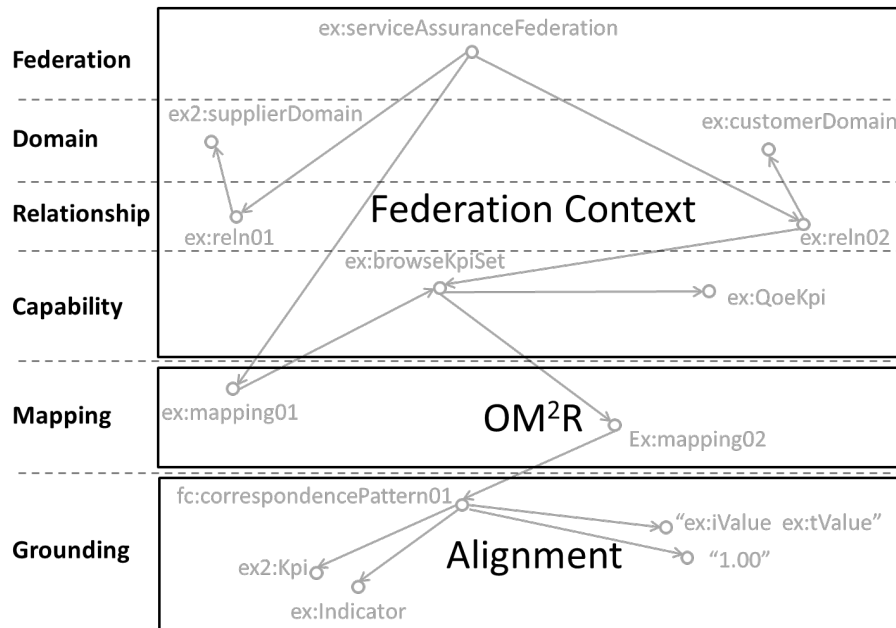 ex:serviceAssuranceFederation
Federation
ex2:supplierDomain
ex:customerDomain
Domain
Relationship
Federation Context
ex:reln01
ex:reln02
ex:browseKpiSet
Capability
ex:QoeKpi
ex:mapping01
Mapping
OM²R
Ex:mapping02
fc:correspondencePattern01
“ex:iValue ex:tValue”
Grounding
Alignment
“1.00”
ex2:Kpi
ex:Indicator